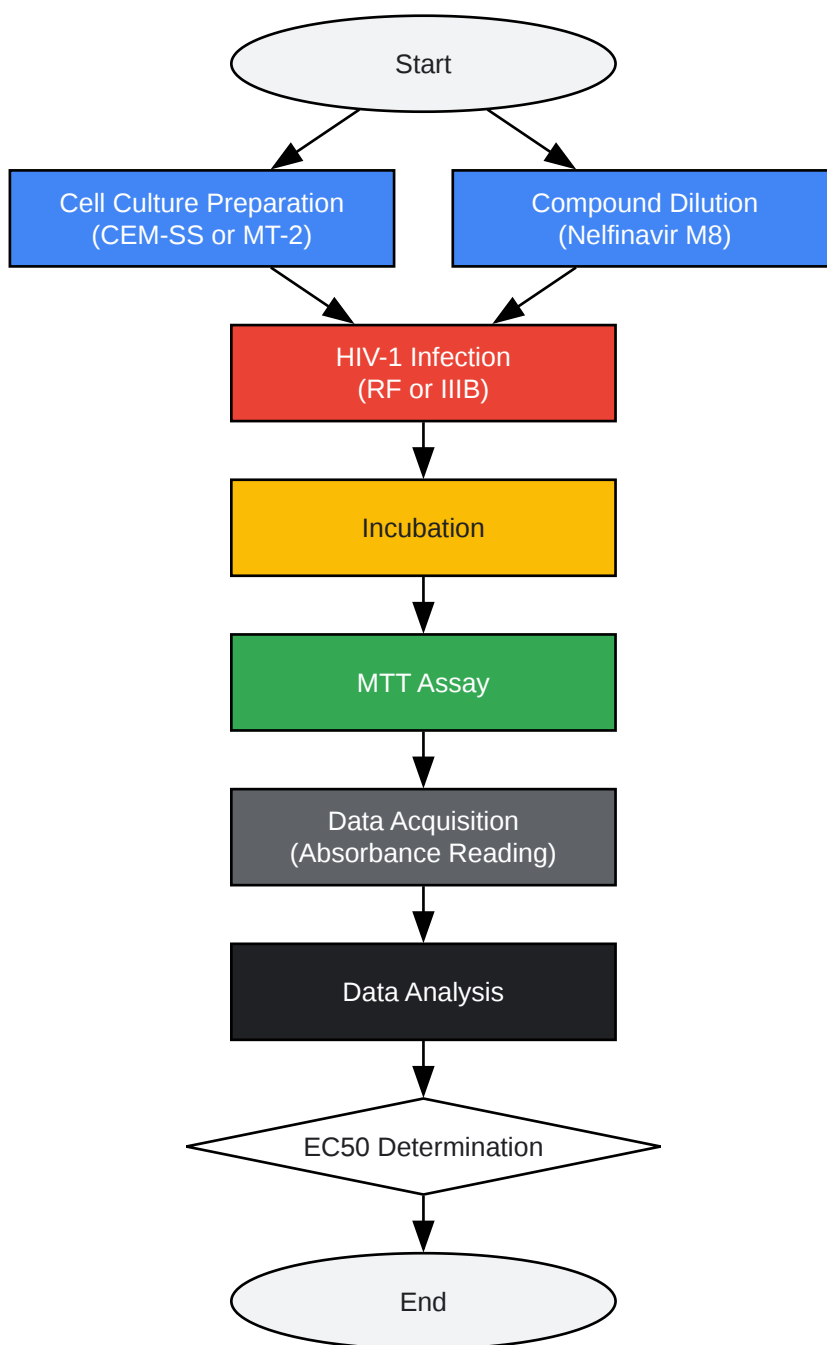 Start
Cell Culture Preparation
(CEM-SS or MT-2)
Compound Dilution
(Nelfinavir M8)
HIV-1 Infection
(RF or IIIB)
Incubation
MTT Assay
Data Acquisition
(Absorbance Reading)
Data Analysis
EC50 Determination
End